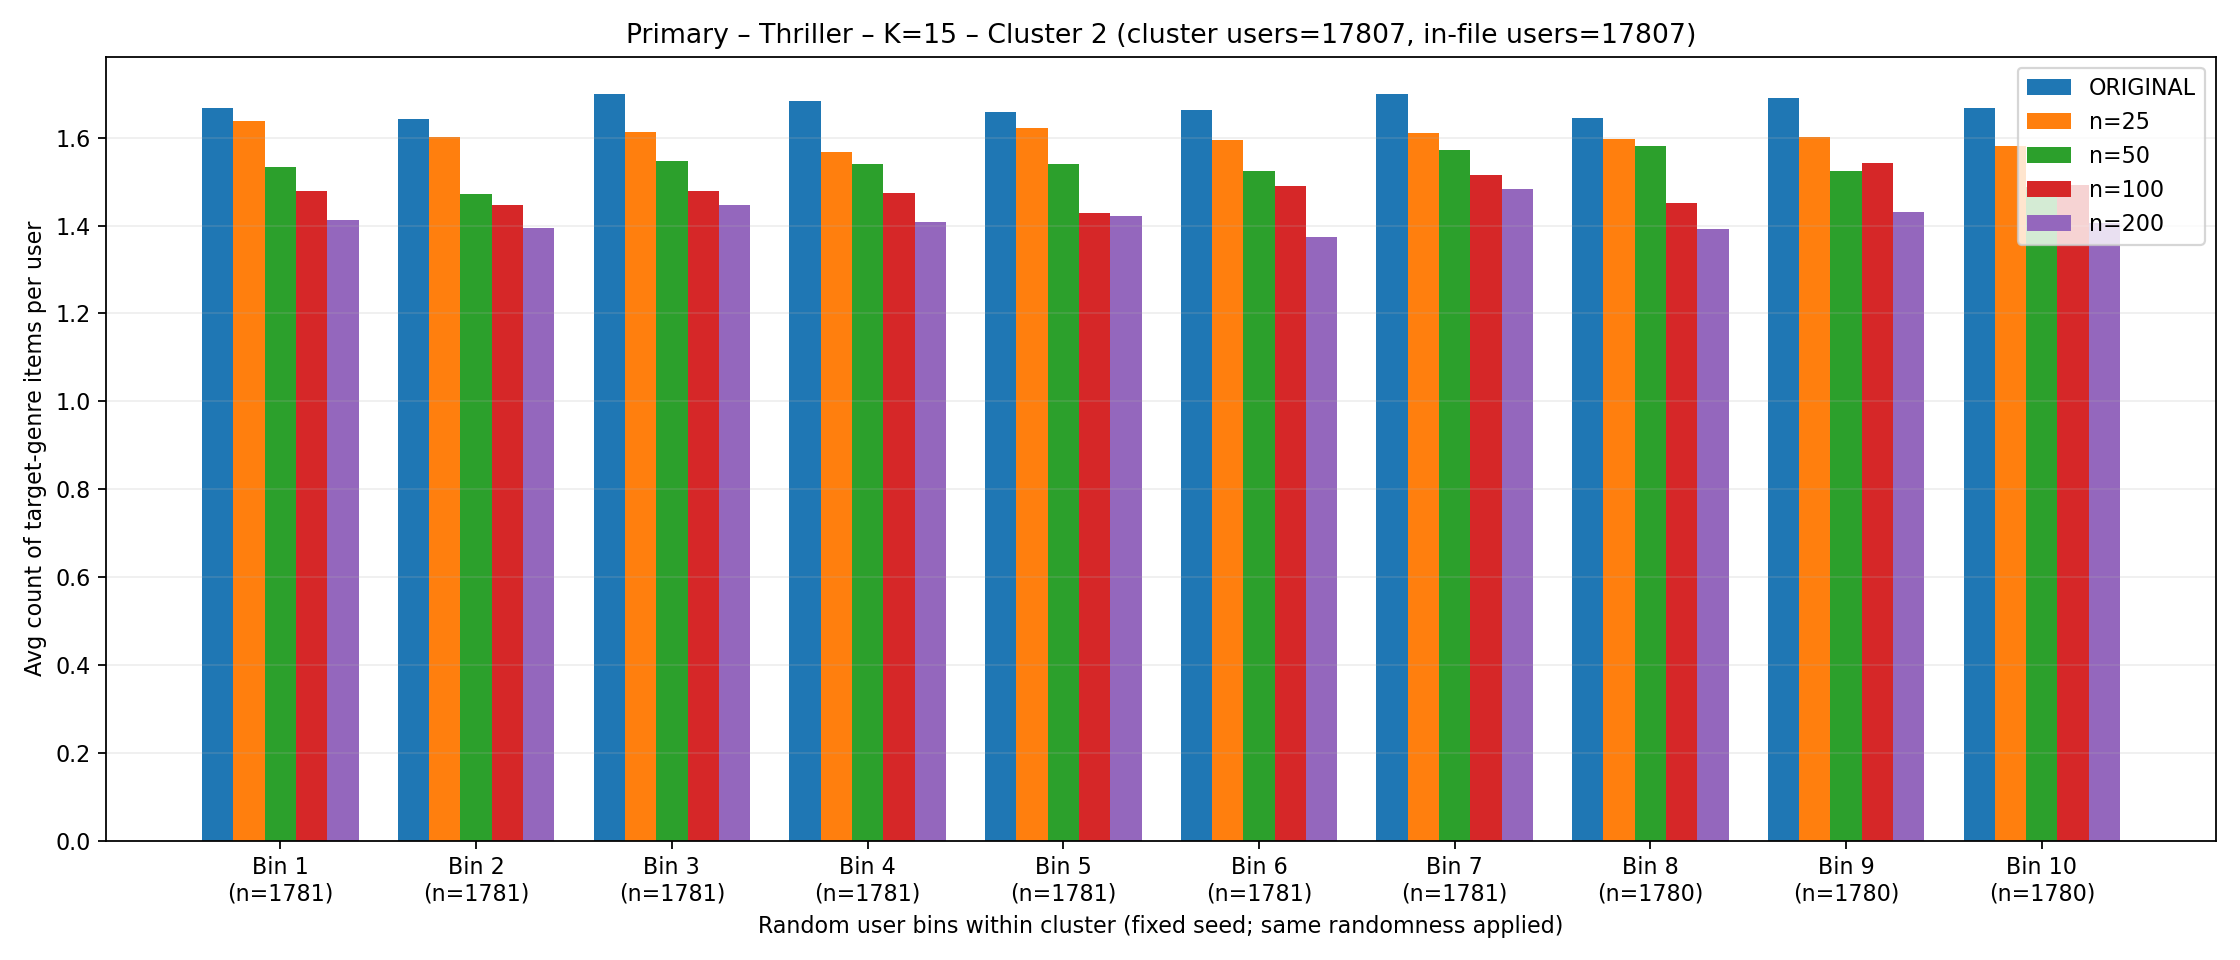 Primary – Thriller – K=15 – Cluster 2 (cluster users=17807, in-file users=17807)
Avg count of target-genre items per user
1.6
1.4
1.2
1.0
0.8
0.6
0.4
0.2
0.0
ORIGINAL
n=25
n=50
n=100
n=200
Bin 1
(n=1781)
Bin 2
(n=1781)
Bin 3
(n=1781)
Bin 4
(n=1781)
Bin 5
(n=1781)
Bin 6
(n=1781)
Bin 7
(n=1781)
Bin 8
(n=1780)
Bin 9
(n=1780)
Bin 10
(n=1780)
Random user bins within cluster (fixed seed; same randomness applied)